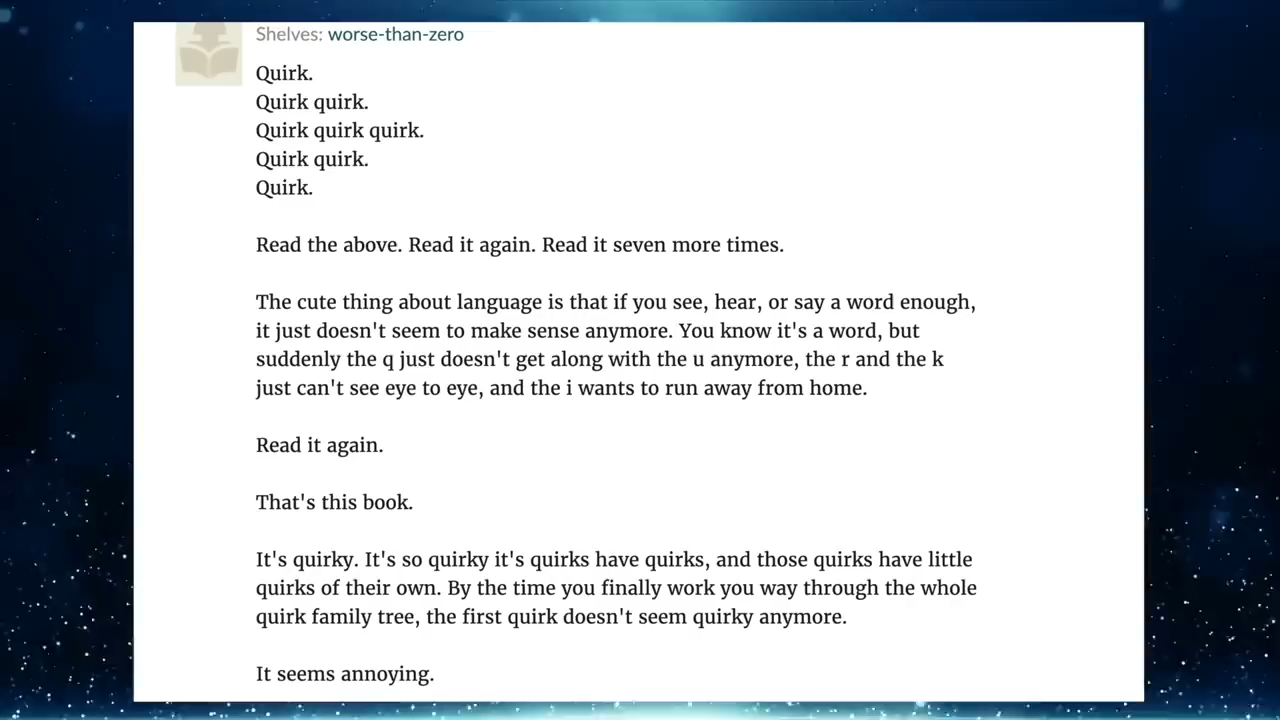 Shelves: worse-than-zero
Quirk.
Quirk quirk.
Quirk quirk quirk.
Quirk quirk.
Quirk.
Read the above. Read it again. Read it seven more times.
The cute thing about language is that if you see, hear, or say a word enough,
it just doesn't seem to make sense anymore. You know it's a word, but
suddenly the q just doesn't get along with the u anymore, the r and the k
just can't see eye to eye, and the i wants to run away from home.
Read it again.
That's this book.
It's quirky. It's so quirky it's quirks have quirks, and those quirks have little
quirks of their own. By the time you finally work you way through the whole
quirk family tree, the first quirk doesn't seem quirky anymore.
It seems annoying.